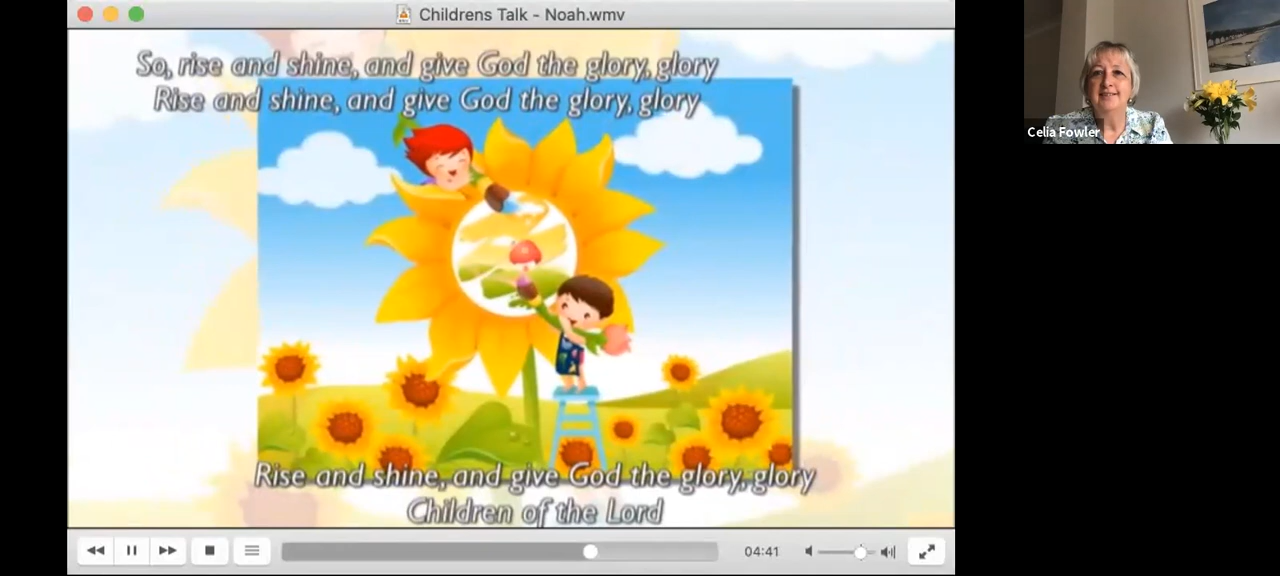 Childrens Talk - Noah.wmv
So, rise and shine, and give God the glory, glory
Rise and shine, and give God the glory, glory
Celia Fowler
Rise and shine, and give God the glory, glory
Children of the Lord
04:41